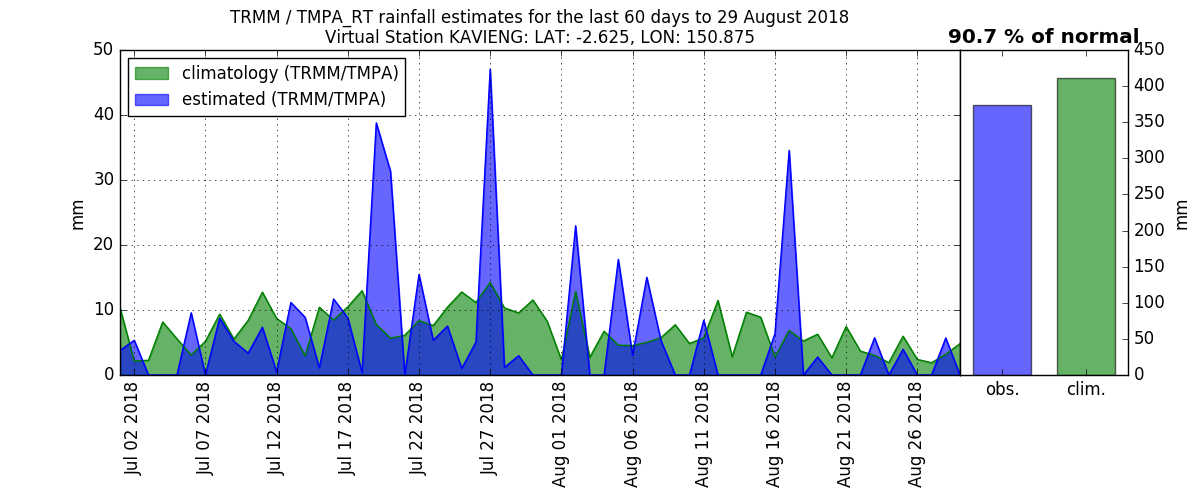 TRMM / TMPA_RT rainfall estimates for the last 60 days to 29 August 2018
Virtual Station KAVIENG: LAT: -2.625, LON: 150.875
90.7 % of normal
climatology (TRMM/TMPA)
estimated (TRMM/TMPA)
50
40
30
20
10
0
mm
Jul 02 2018
Jul 07 2018
Jul 12 2018
Jul 17 2018
Jul 22 2018
Jul 27 2018
Aug 01 2018
Aug 06 2018
Aug 11 2018
Aug 16 2018
Aug 21 2018
Aug 26 2018
450
400
350
300
250
200
150
100
50
0
mm
obs.
clim.